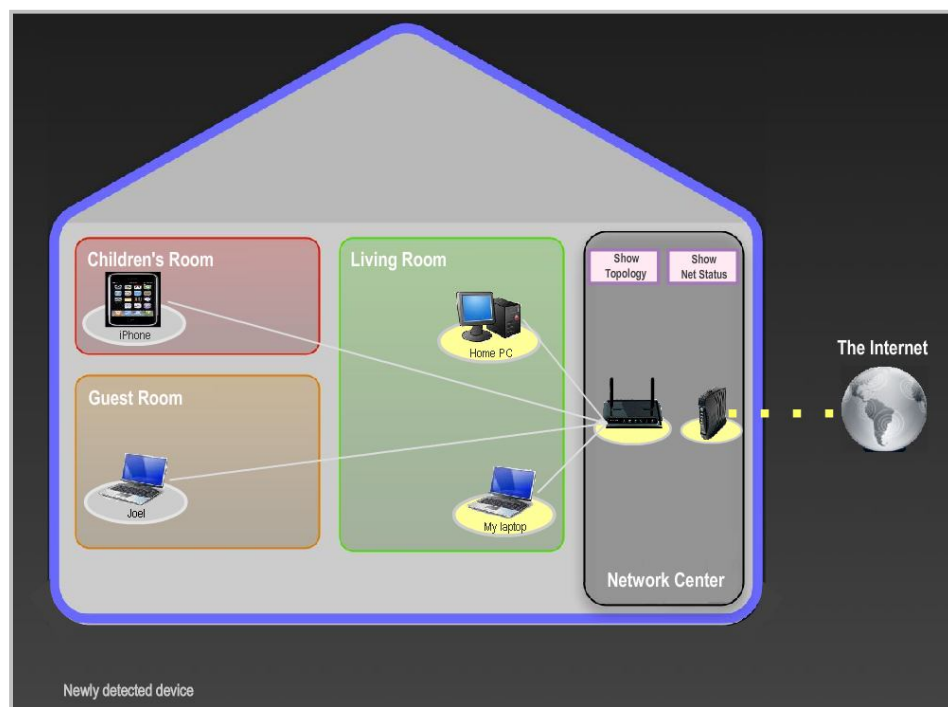 Children's Room
iPhone
Guest Room
Joel
Living Room
Home PC
My laptop
Show
Topology
Show
Net Status
Network Center
The Internet
Newly detected device